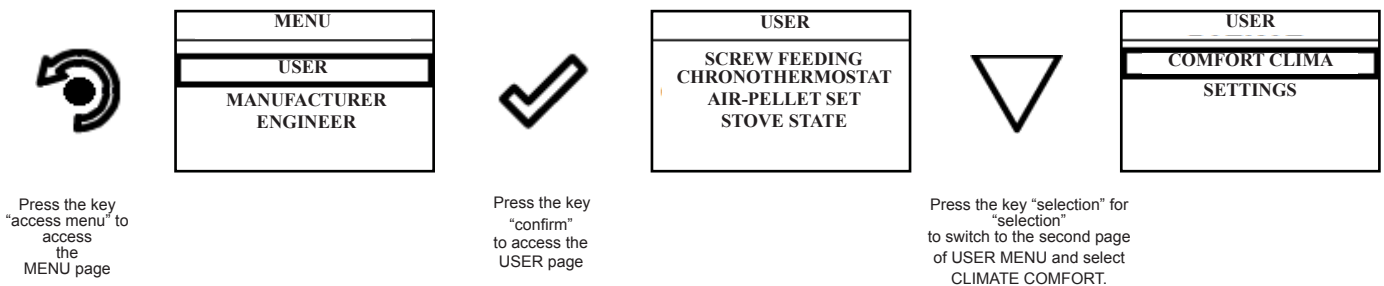 MENU
USER
MANUFACTURER
ENGINEER
Press the key
“access menu” to
access
the
MENU page
Press the key
“confirm”
to access the
USER page
USER
SCREW FEEDING
CHRONOTHERMOSTAT
AIR-PELLET SET
STOVE STATE
Press the key “selection” for
“selection”
to switch to the second page
of USER MENU and select
CLIMATE COMFORT.
USER
COMFORT CLIMA
SETTINGS